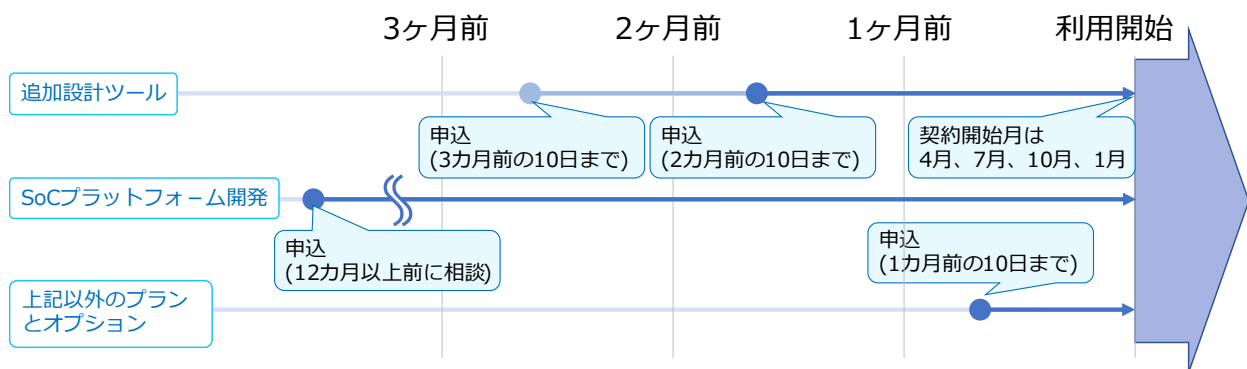 3ヶ月前
2ヶ月前
1ヶ月前
利用開始
追加設計ツール
申込
(3カ月前の10日まで)
申込
(2カ月前の10日まで)
契約開始月は
4月、7月、10月、1月
SoCプラットフォーム開発
申込
(12カ月以上前に相談)
申込
(1カ月前の10日まで)
上記以外のプラン
とオプション